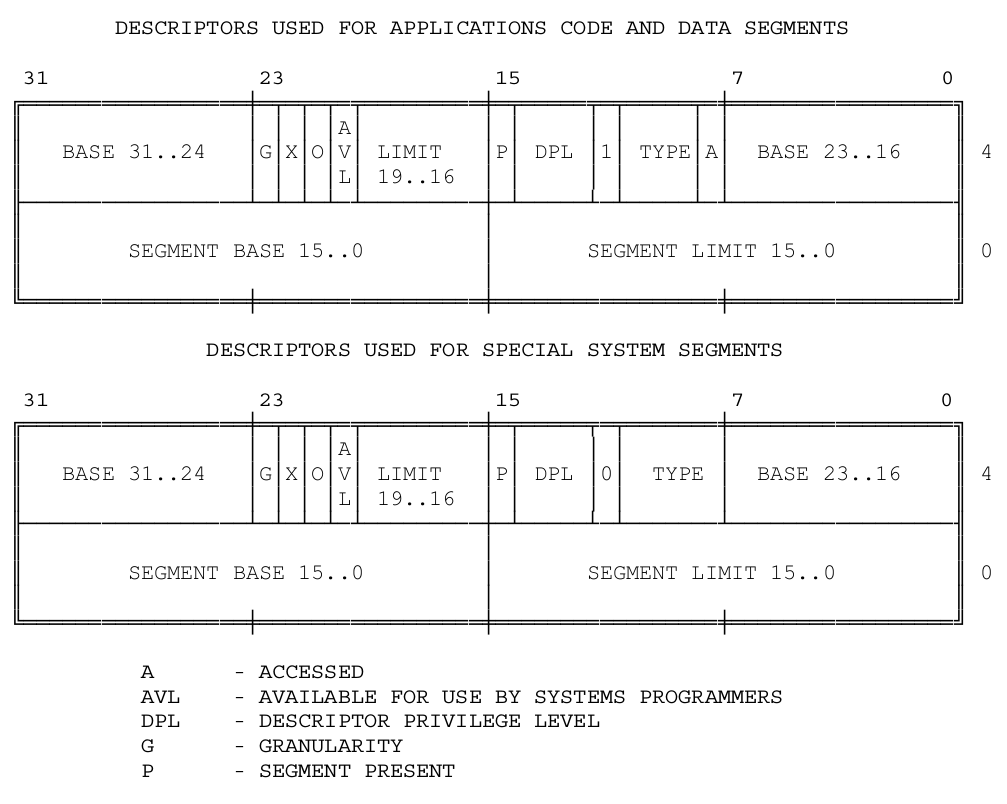 DESCRIPTORS USED FOR APPLICATIONS CODE AND DATA SEGMENTS
31 23 15 7 0
BASE 31..24 G X O AVL LIMIT 19..16 P DPL 1 TYPE A BASE 23..16 4
SEGMENT BASE 15..0 SEGMENT LIMIT 15..0 0
DESCRIPTORS USED FOR SPECIAL SYSTEM SEGMENTS
31 23 15 7 0
BASE 31..24 G X O AVL LIMIT 19..16 P DPL 0 TYPE BASE 23..16 4
SEGMENT BASE 15..0 SEGMENT LIMIT 15..0 0
A - ACCESSED
AVL - AVAILABLE FOR USE BY SYSTEMS PROGRAMMERS
DPL - DESCRIPTOR PRIVILEGE LEVEL
G - GRANULARITY
P - SEGMENT PRESENT